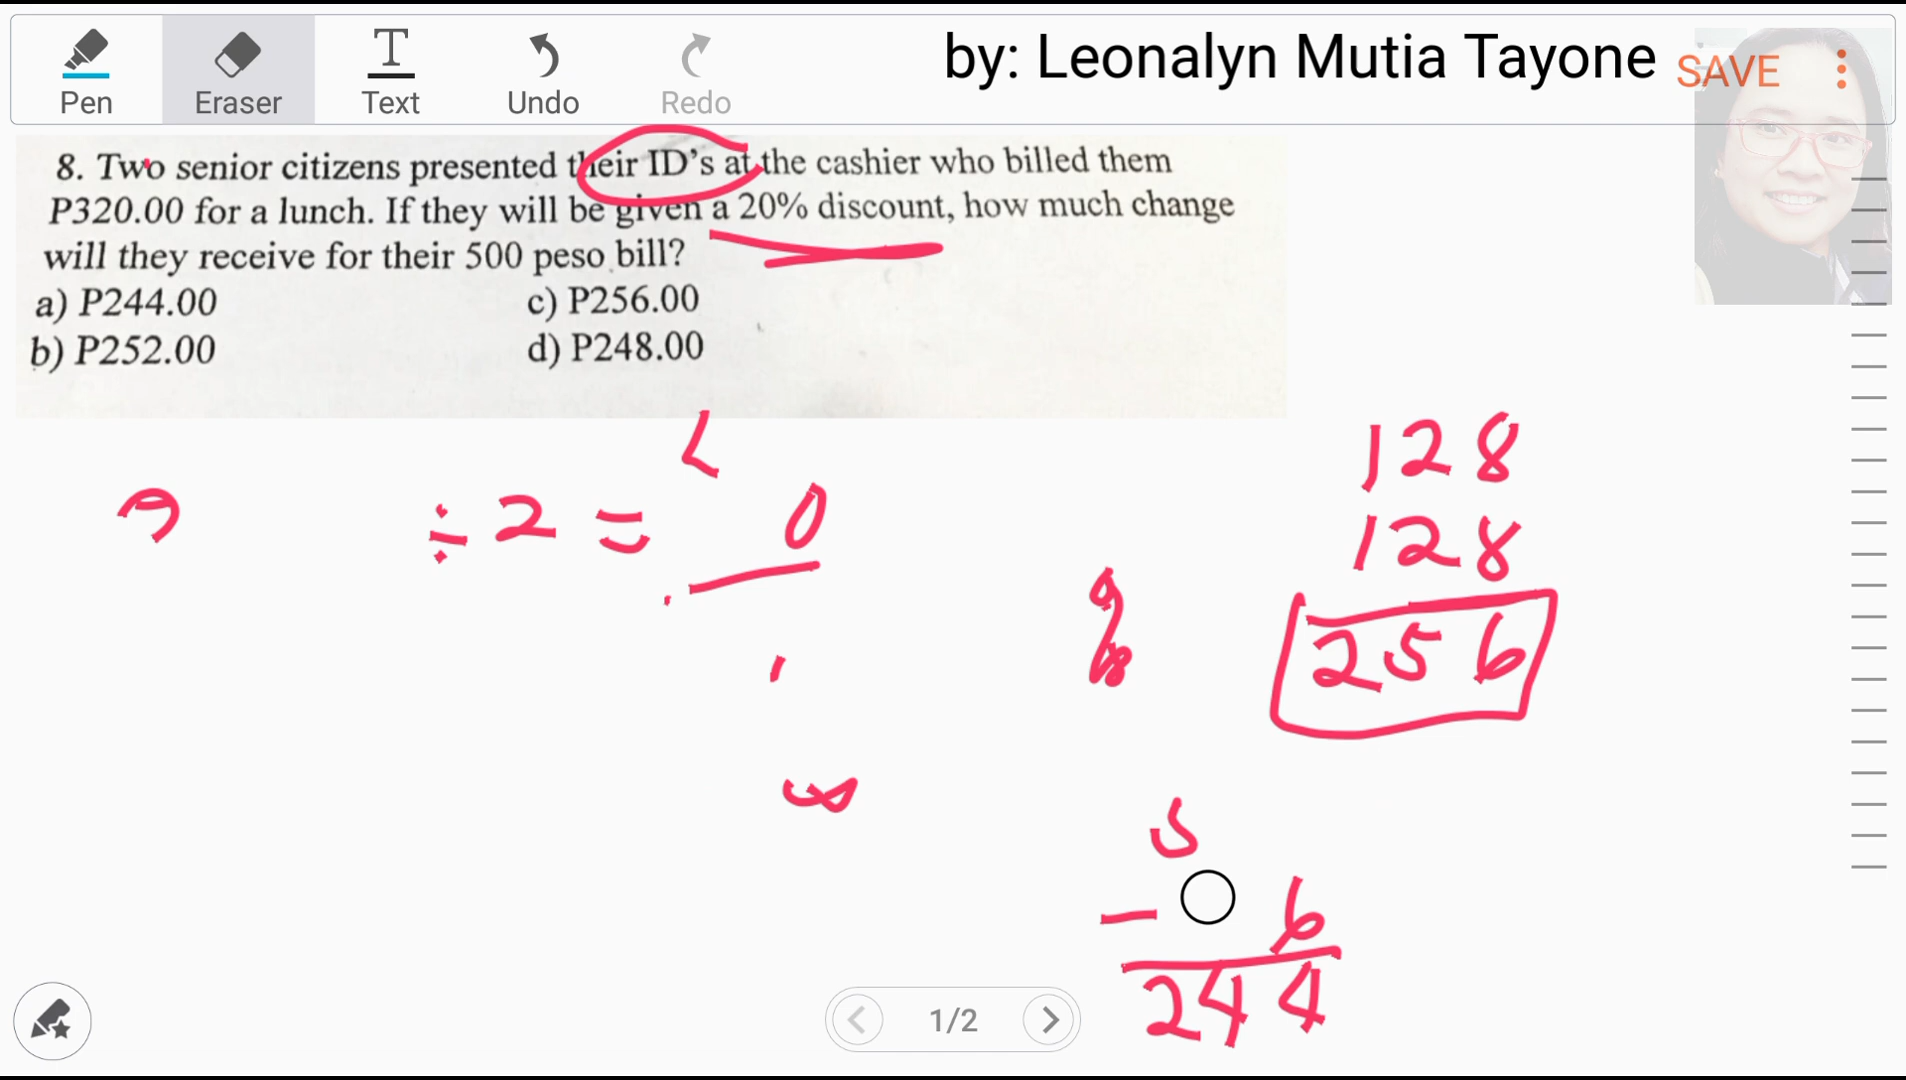 by: Leonalyn Mutia Tayone
SAVE
Pen
Eraser
Text
Undo
Redo
8. Two senior citizens presented their ID's at the cashier who billed them
P320.00 for a lunch. If they will be given a 20% discount, how much change
will they receive for their 500 peso bill?
a) P244.00
c) P256.00
b) P252.00
d) P248.00
÷ 2 =
0
128
128
256
5
- 6
244
1/2